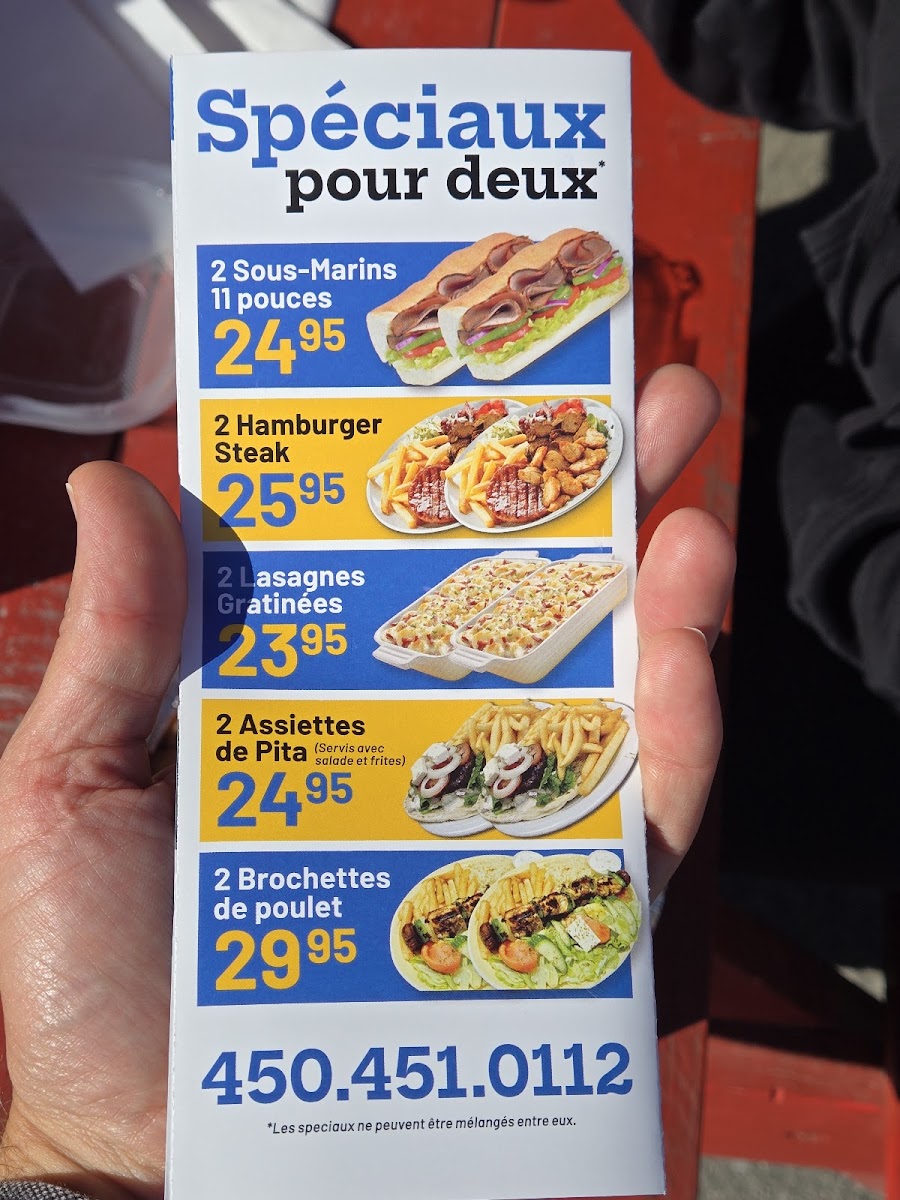 Spéciaux
pour deux*
2 Sous-Marins
11 pouces
24 95
2 Hamburger
Steak
25 95
2 Lasagnes
Gratinées
23 95
2 Assiettes
de Pita (Servis avec
salade et frites)
24 95
2 Brochettes
de poulet
29 95
450.451.0112
*Les speciaux ne peuvent être mélangés entre eux.